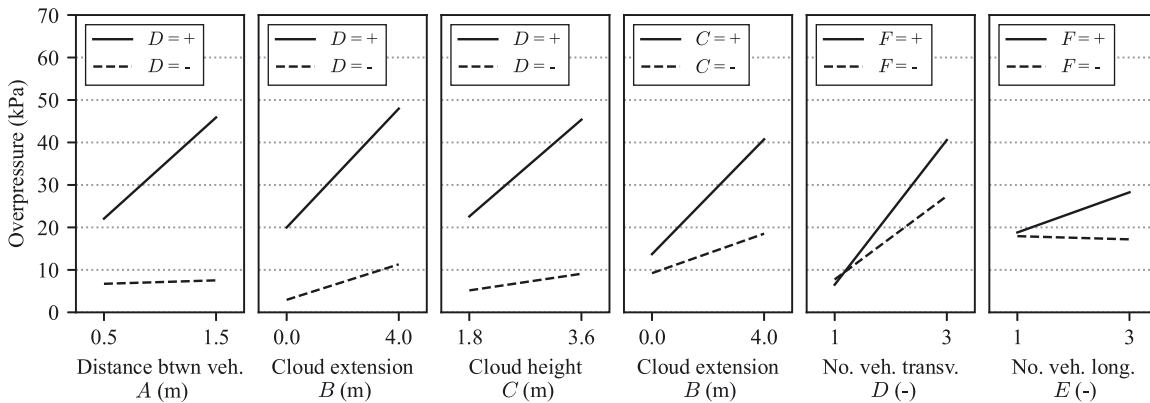 Overpressure (kPa)
70
60
50
40
30
20
10
0
D = +
D = -
0.5 1.5
Distance btwn veh.
A (m)
D = +
D = -
0.0 4.0
Cloud extension
B (m)
D = +
D = -
1.8 3.6
Cloud height
C (m)
C = +
C = -
0.0 4.0
Cloud extension
B (m)
F = +
F = -
1 3
No. veh. transv.
D (-)
F = +
F = -
1 3
No. veh. long.
E (-)